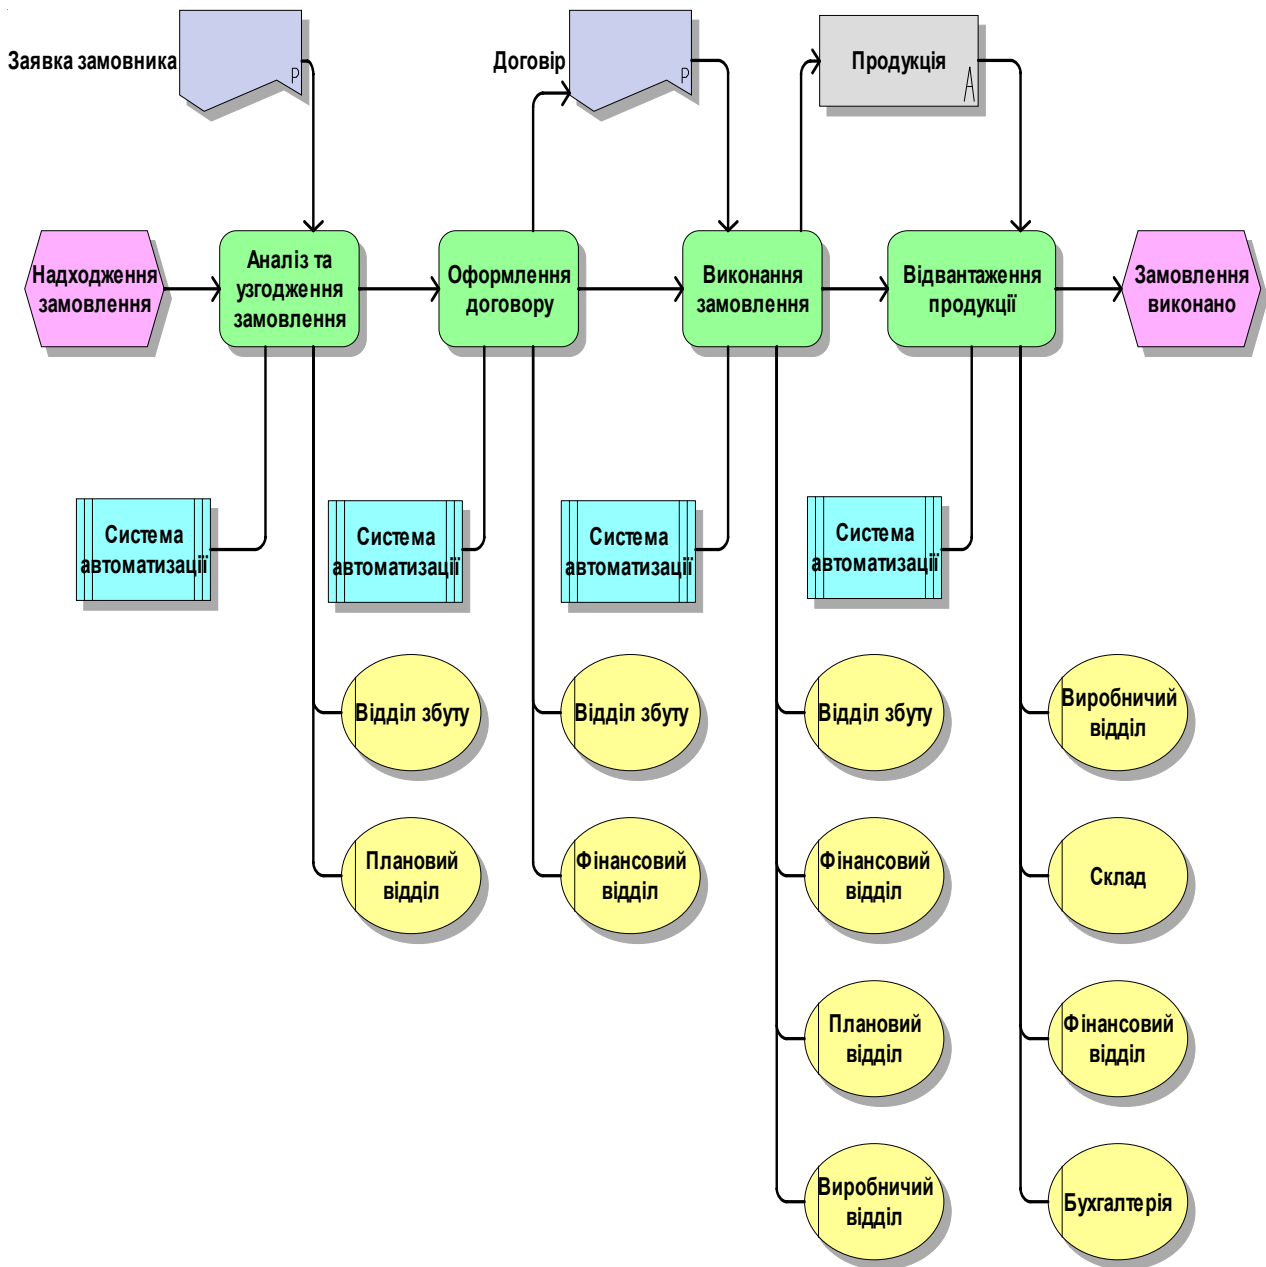 Заявка замовника
P
Договір
P
Продукція
A
Надходження
замовлення
Аналіз та
узгодження
замовлення
Оформлення
договору
Виконання
замовлення
Відвантаження
продукції
Замовлення
виконано
Система
автоматизації
Система
автоматизації
Система
автоматизації
Система
автоматизації
Відділ збуту
Відділ збуту
Відділ збуту
Виробничий
відділ
Плановий
відділ
Фінансовий
відділ
Фінансовий
відділ
Склад
Плановий
відділ
Фінансовий
відділ
Виробничий
відділ
Бухгалтерія